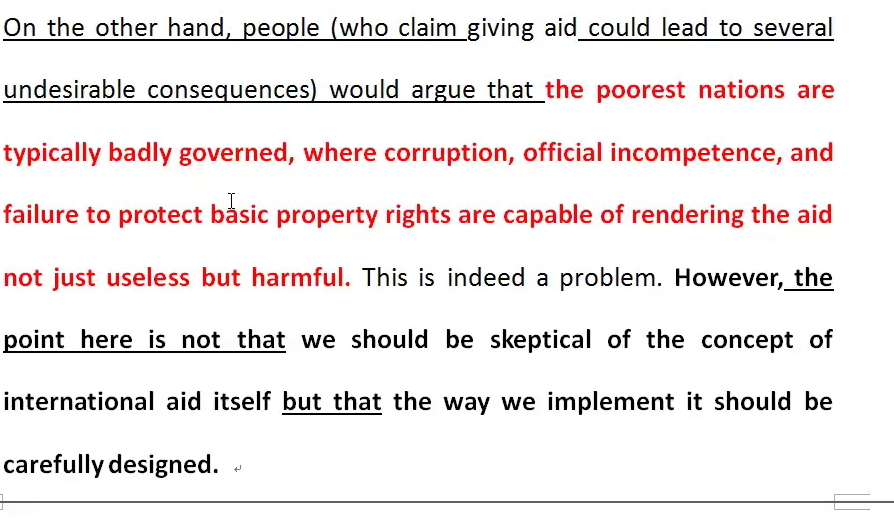 On the other hand, people (who claim giving aid could lead to several
undesirable consequences) would argue that the poorest nations are
typically badly governed, where corruption, official incompetence, and
failure to protect basic property rights are capable of rendering the aid
not just useless but harmful. This is indeed a problem. However, the
point here is not that we should be skeptical of the concept of
international aid itself but that the way we implement it should be
carefully designed.